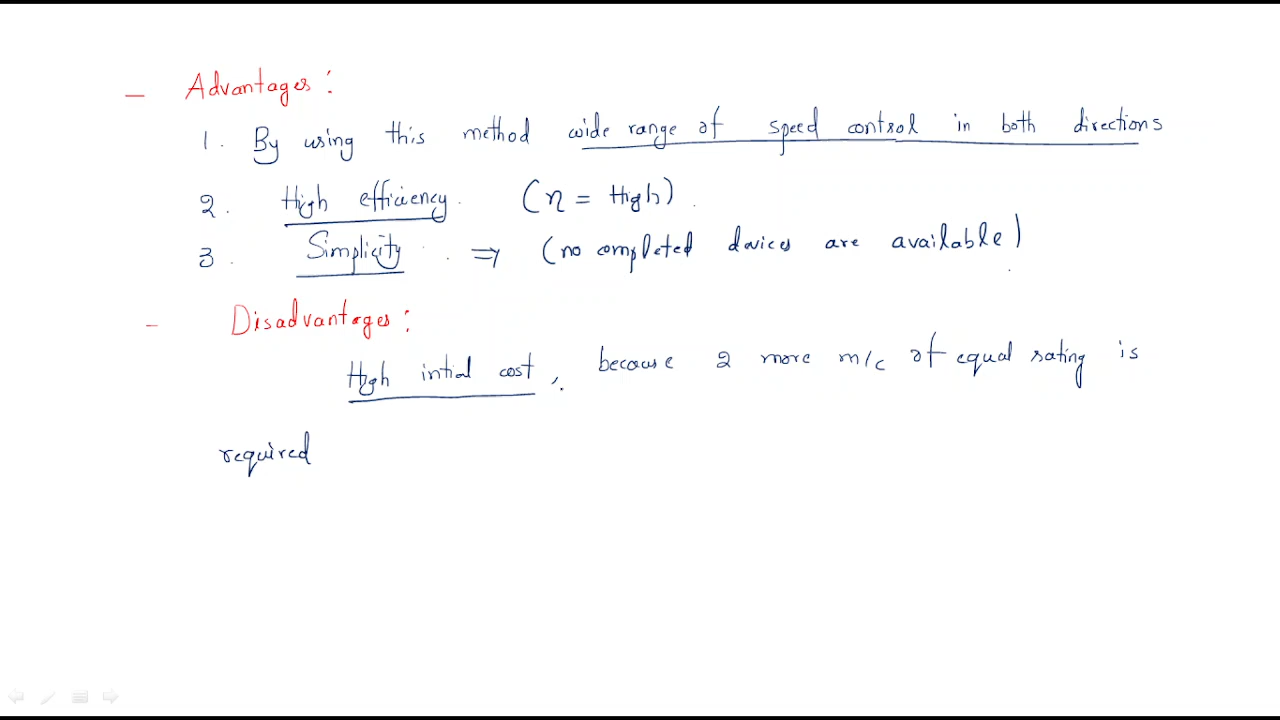 - Advantages :
1. By using this method wide range of speed control in both directions
2. High efficiency. (η = High).
3. Simplicity. ⇒ (no completed devices are available)
- Disadvantages :
High intial cost, because 2 more m/c of equal rating is
required